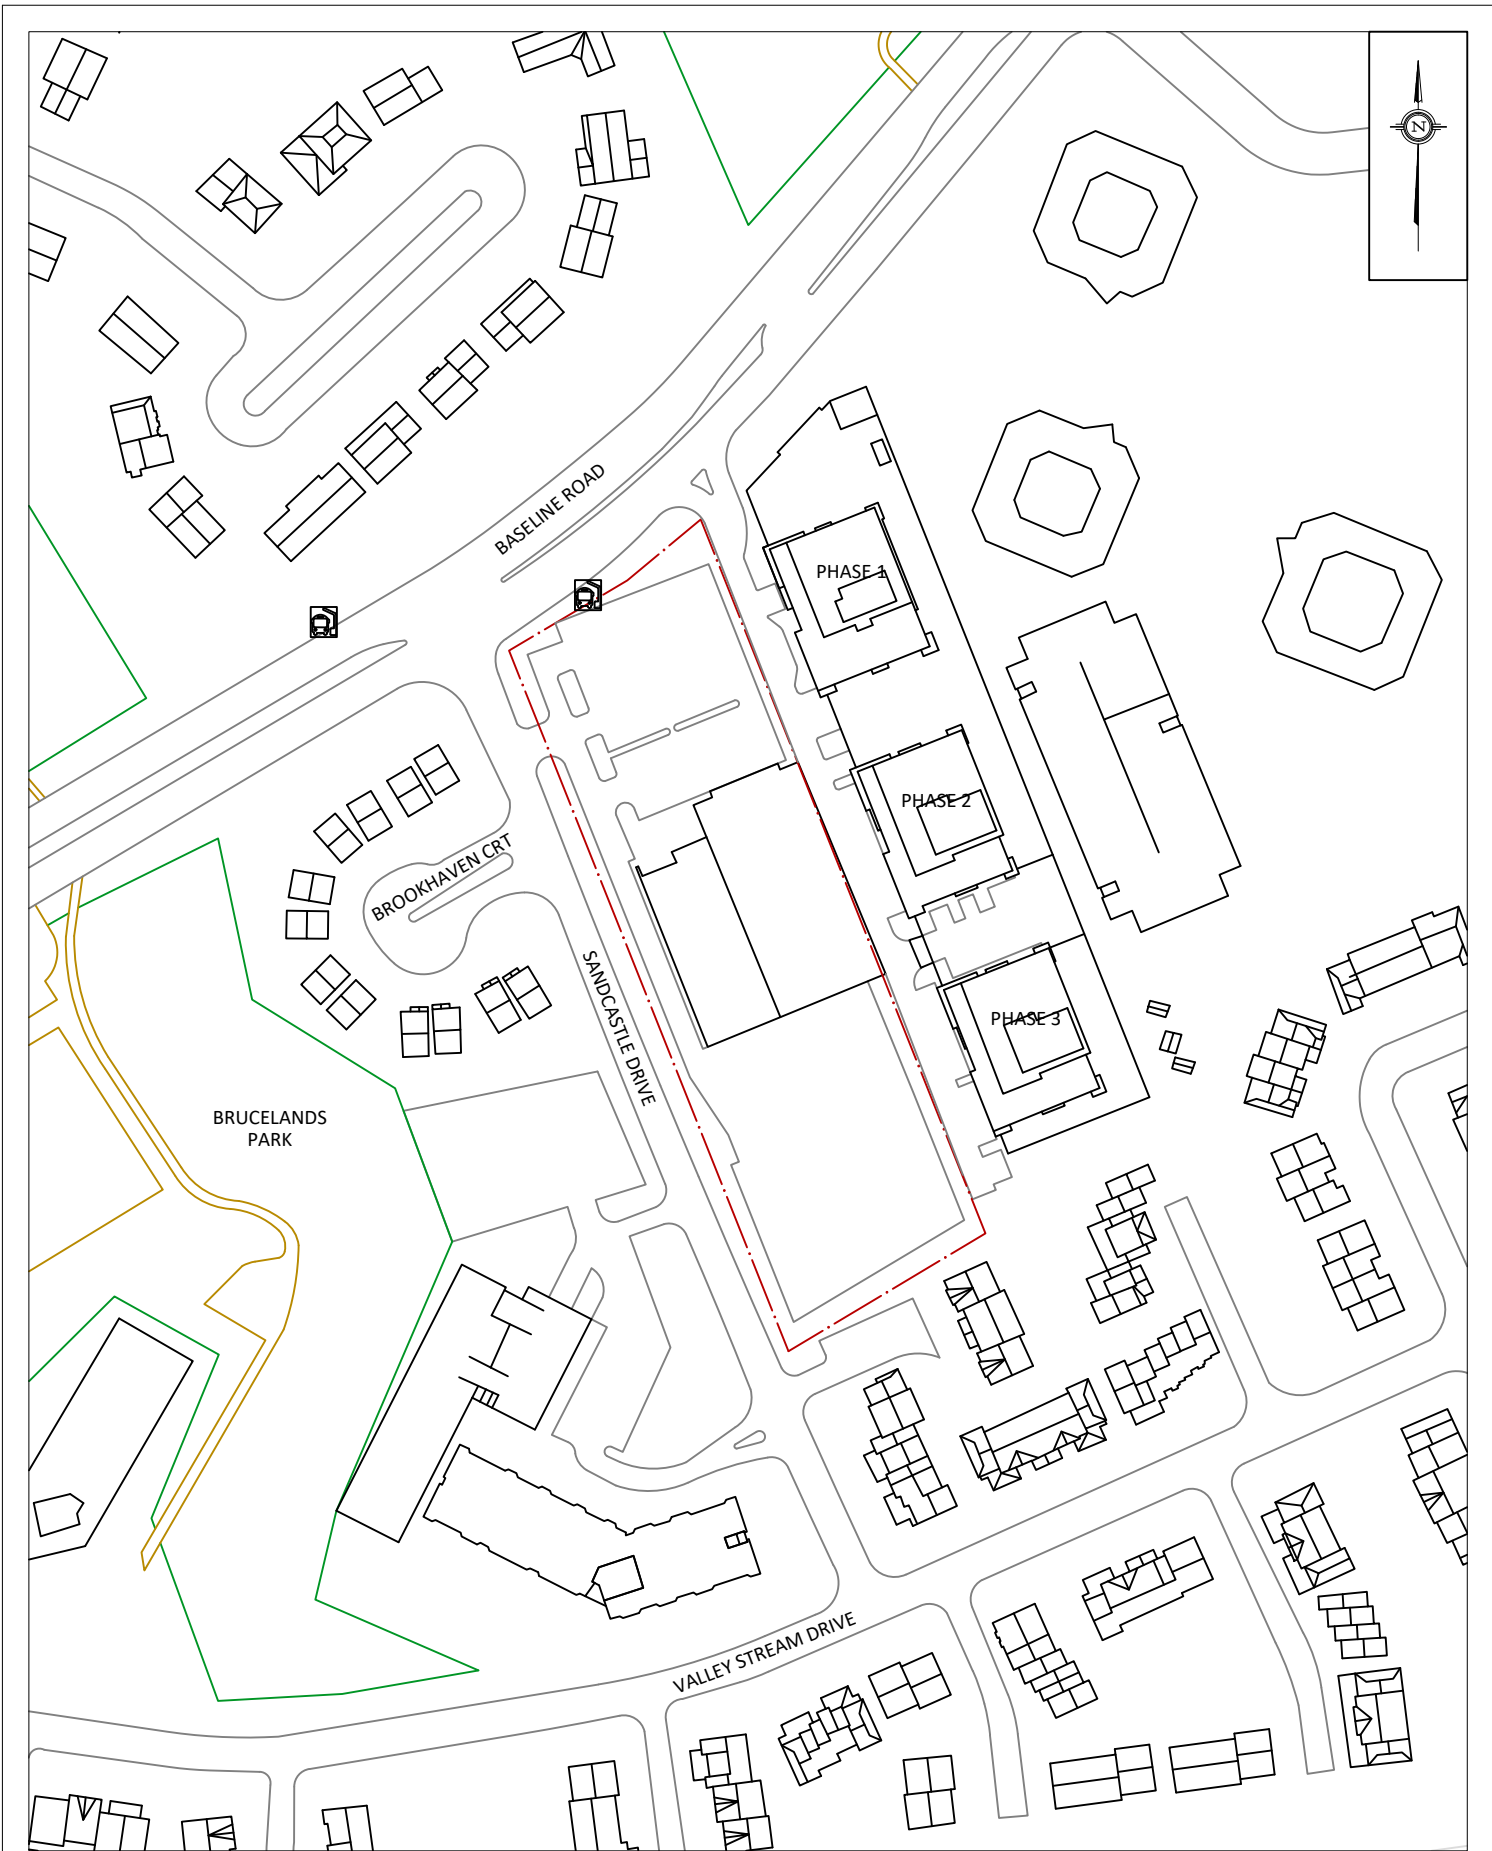 N
BASELINE ROAD
PHASE 1
PHASE 2
BROOKHAVEN CRT
SANDCASTLE DRIVE
PHASE 3
BRUCELANDS
PARK
VALLEY STREAM DRIVE